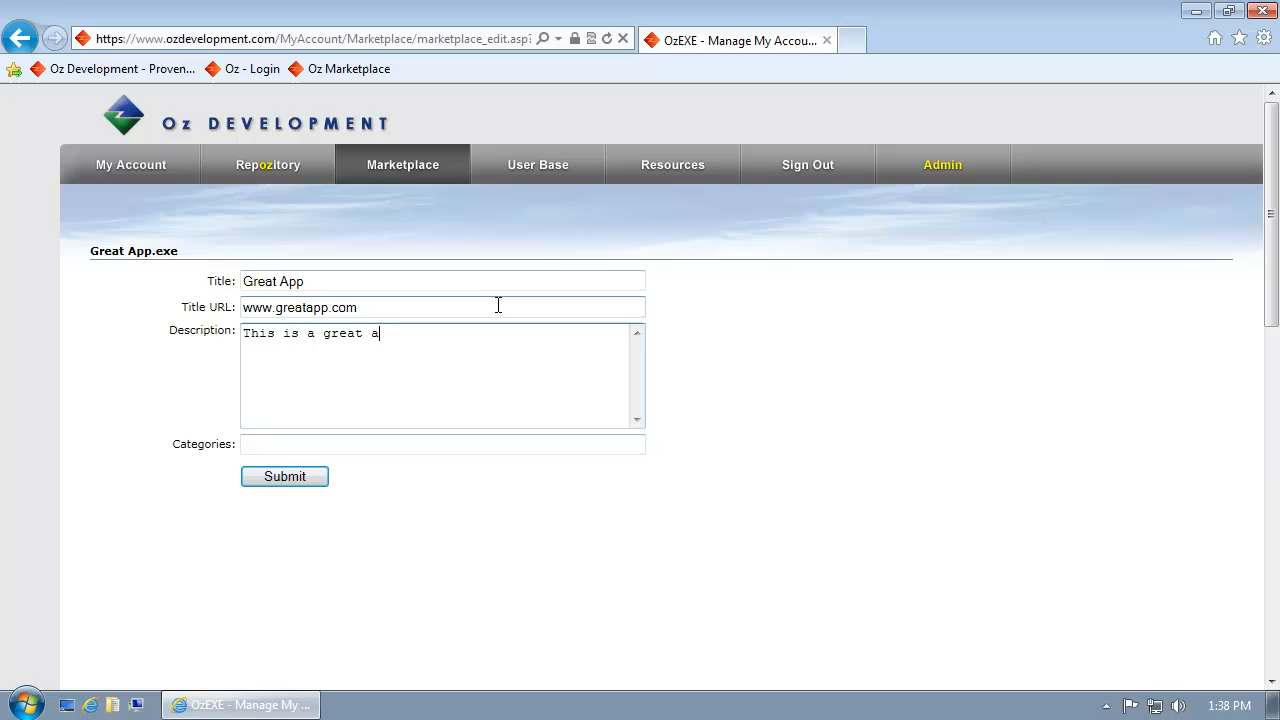 https://www.ozdevelopment.com/MyAccount/Marketplace/marketplace_edit.asp?
OzEXE - Manage My Accou...
Oz Development - Proven...
Oz - Login
Oz Marketplace
Oz DEVELOPMENT
My Account
Repozitory
Marketplace
User Base
Resources
Sign Out
Admin
Great App.exe
Title: Great App
Title URL: www.greatapp.com
Description: This is a great a
Categories:
Submit
OzEXE - Manage My ...
1:38 PM